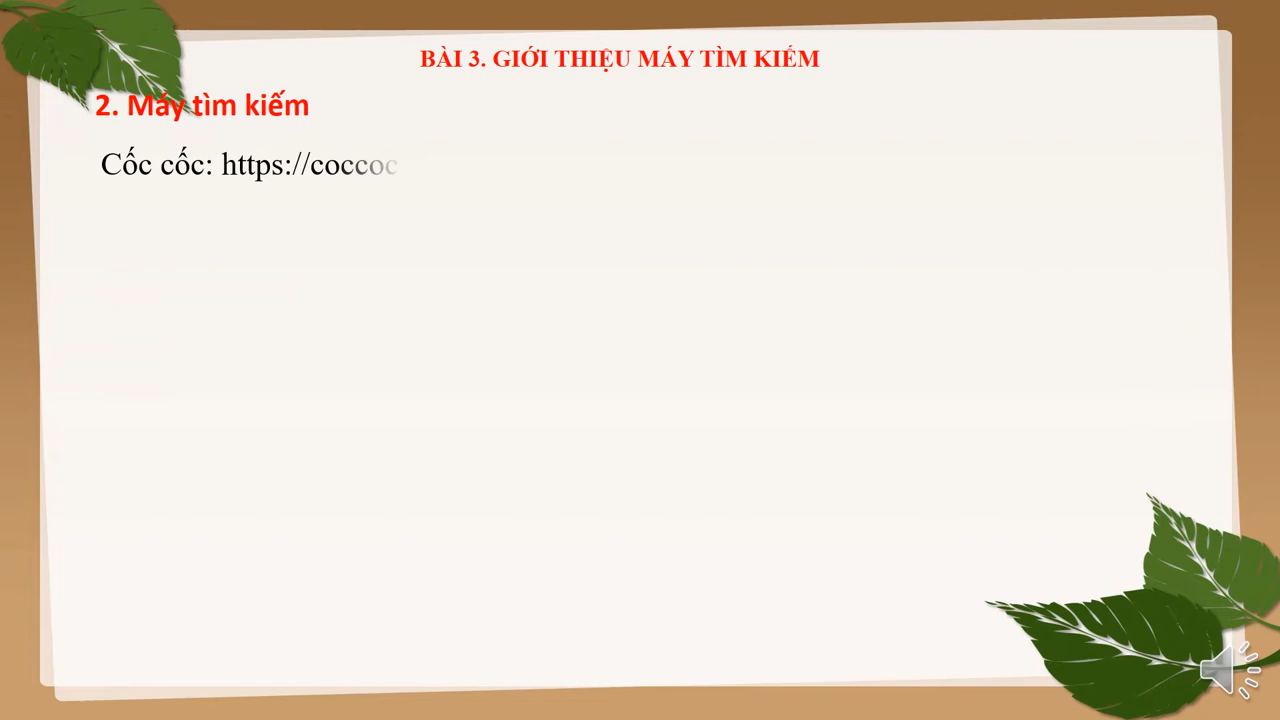 BÀI 3. GIỚI THIỆU MÁY TÌM KIẾM
2. Máy tìm kiếm
Cốc cốc: https://coccoc